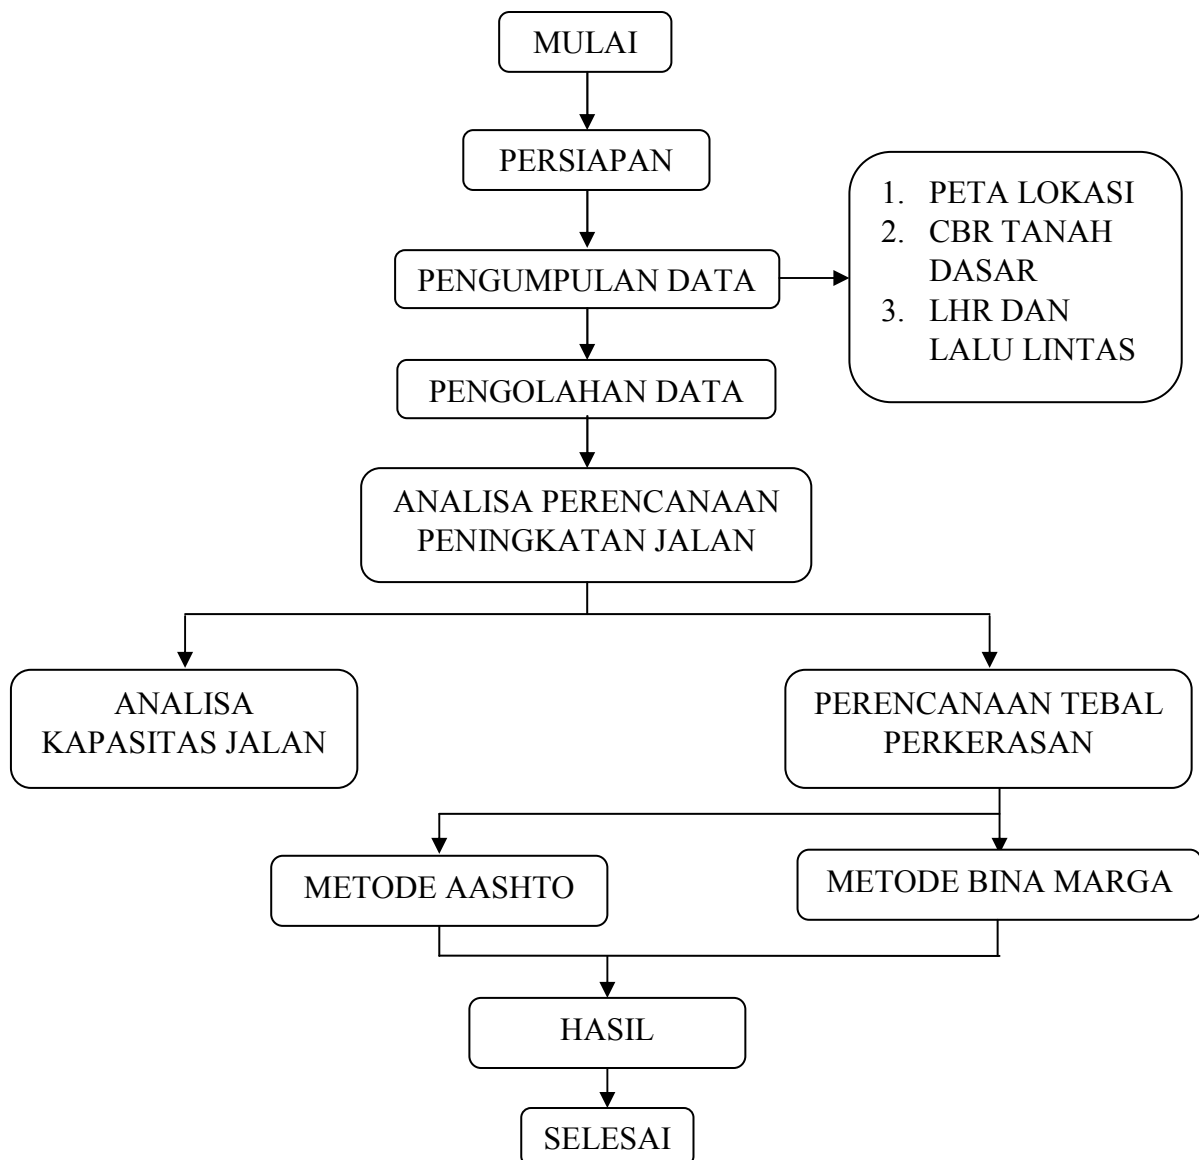 MULAI
PERSIAPAN
PENGUMPULAN DATA
1. PETA LOKASI
2. CBR TANAH
DASAR
3. LHR DAN
LALU LINTAS
PENGOLAHAN DATA
ANALISA PERENCANAAN
PENINGKATAN JALAN
ANALISA
KAPASITAS JALAN
PERENCANAAN TEBAL
PERKERASAN
METODE AASHTO
METODE BINA MARGA
HASIL
SELESAI